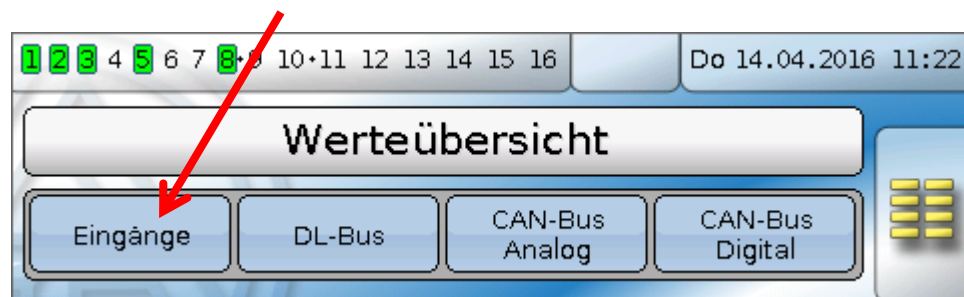 1 2 3 4 5 6 7 8·9 10·11 12 13 14 15 16 Do 14.04.2016 11:22
Werteübersicht
Eingänge DL-Bus CAN-Bus Analog CAN-Bus Digital